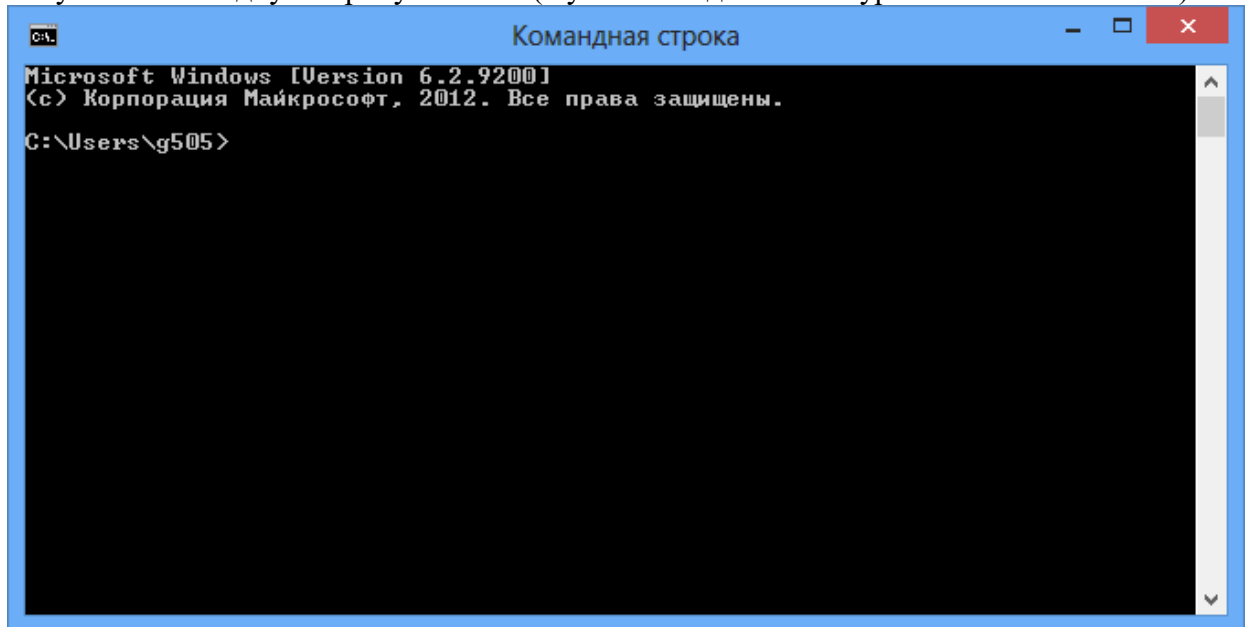 C:\.
Командная строка
Microsoft Windows [Version 6.2.9200]
(c) Корпорация Майкрософт, 2012. Все права защищены.
C:\Users\g505>